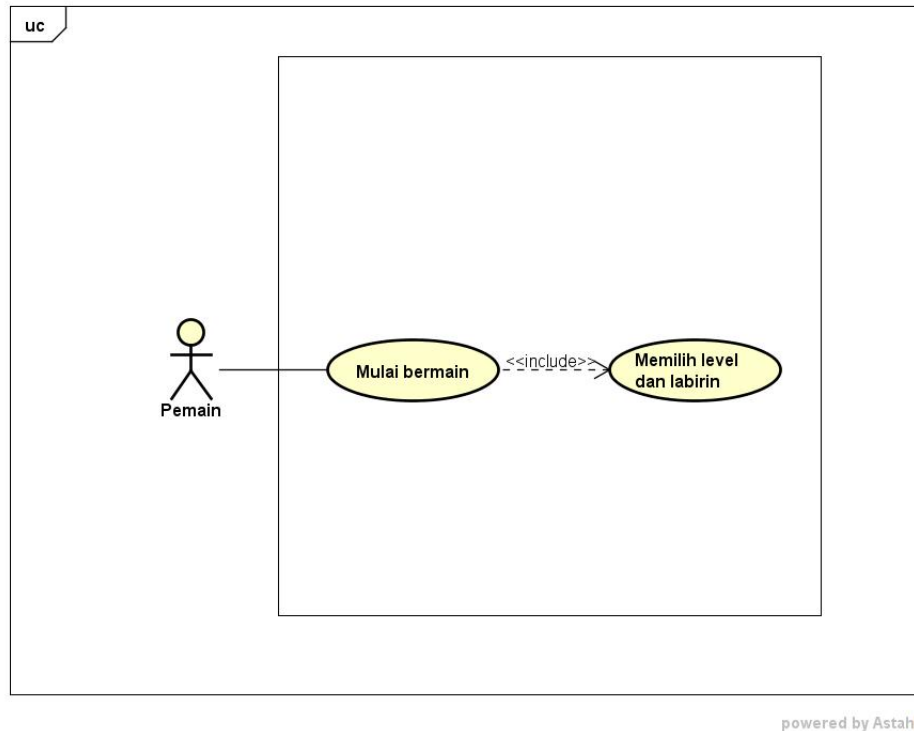 uc
Mulai bermain
<<include>>
Memilih level
dan labirin
Pemain
powered by Astah